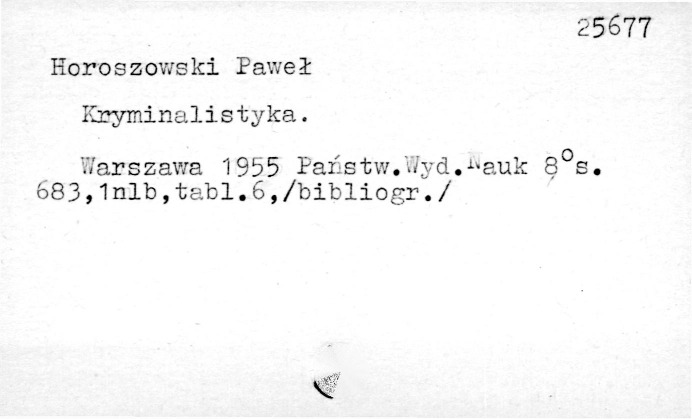 25677
Horoszowski Paweł
Kryminalistyka.
Warszawa 1955 Państw.Wyd.Nauk 8°s.
683,1nlb,tabl.6,/bibliogr./